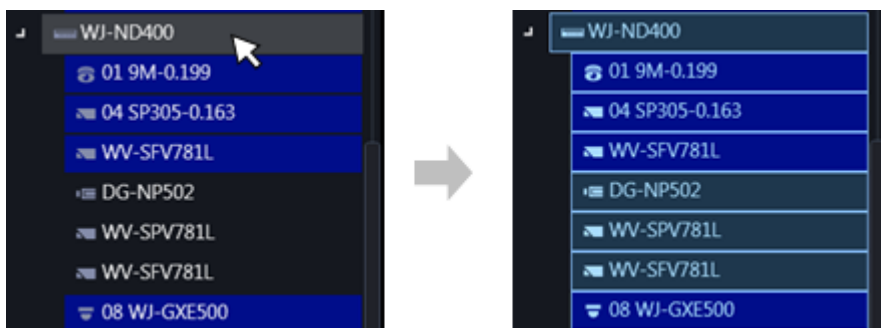 WJ-ND400
01 9M-0.199
04 SP305-0.163
WV-SFV781L
DG-NP502
WV-SPV781L
WV-SFV781L
08 WJ-GXE500
WJ-ND400
01 9M-0.199
04 SP305-0.163
WV-SFV781L
DG-NP502
WV-SPV781L
WV-SFV781L
08 WJ-GXE500